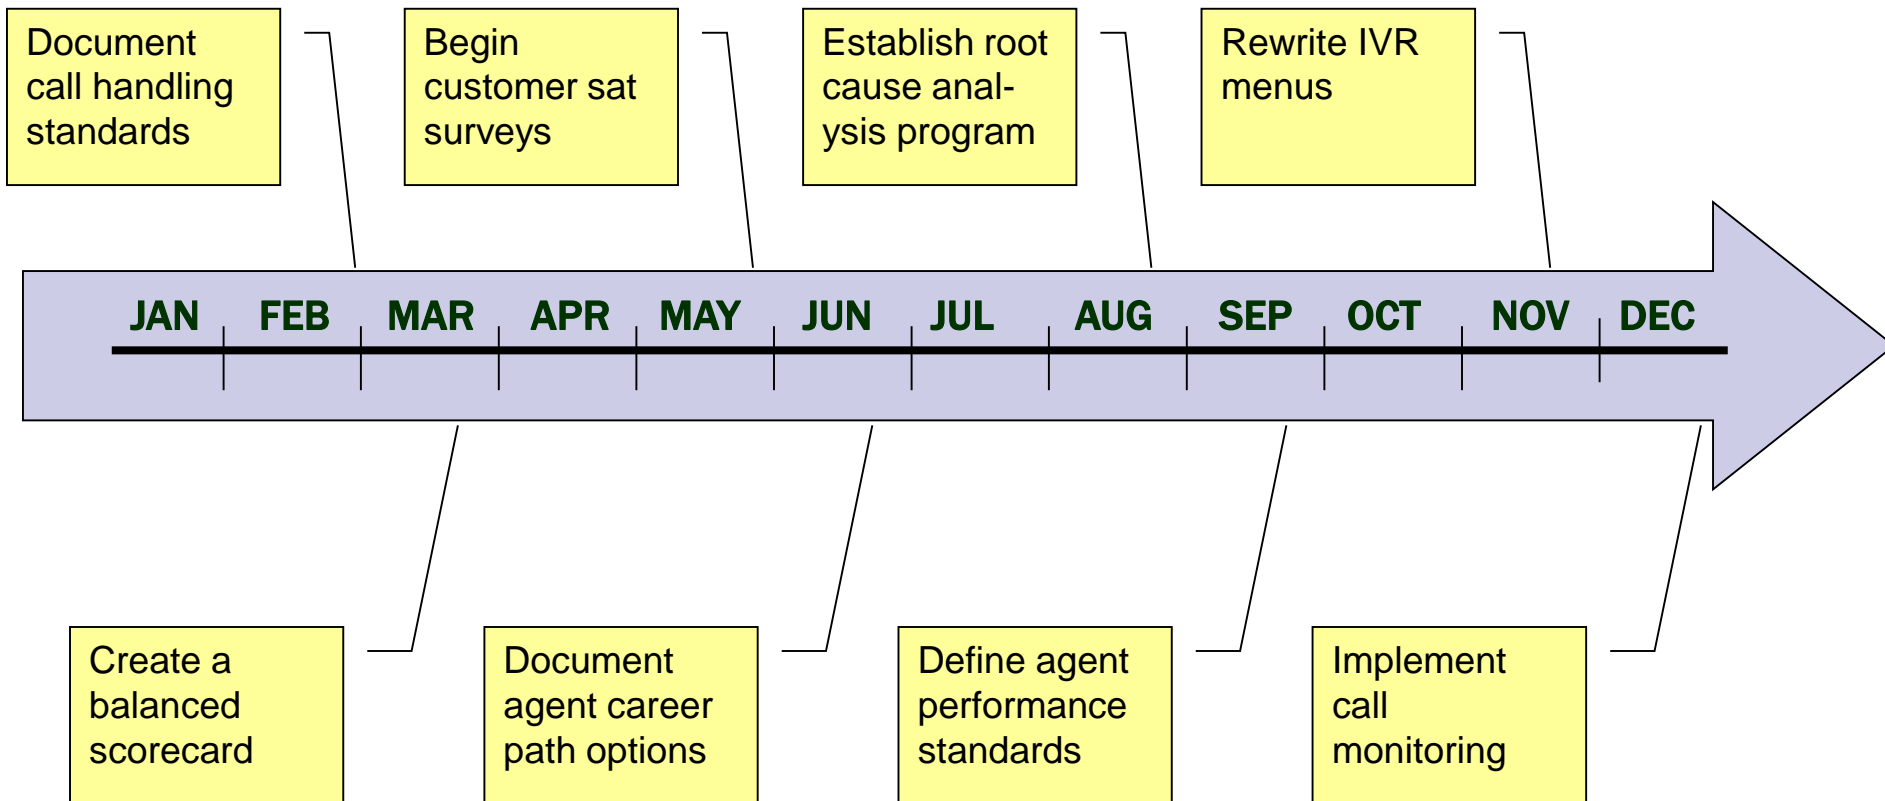 Document
call handling
standards
Begin
customer sat
surveys
Establish root
cause anal-
ysis program
Rewrite IVR
menus
JAN FEB MAR APR MAY JUN JUL AUG SEP OCT NOV DEC
Create a
balanced
scorecard
Document
agent career
path options
Define agent
performance
standards
Implement
call
monitoring